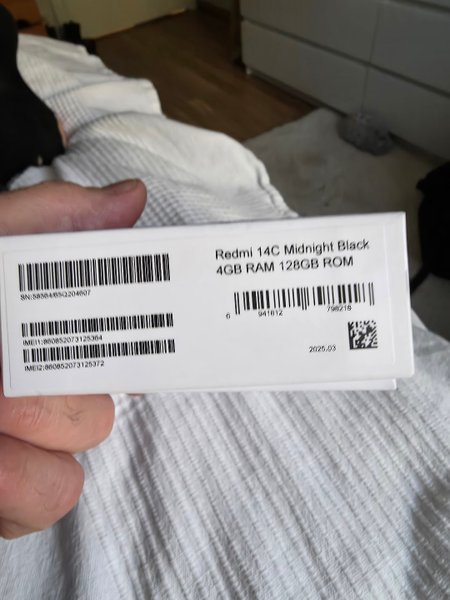 Redmi 14C Midnight Black
4GB RAM 128GB ROM
IMEI1:860852073125364
IMEI2:860852073125372
6 941812 798218
2025.03